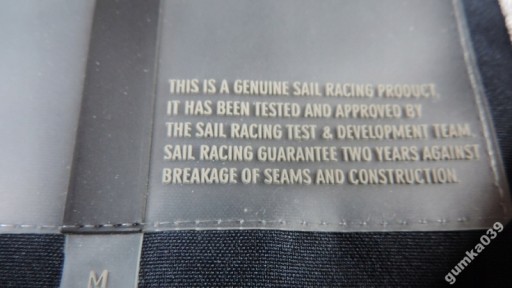 THIS IS A GENUINE SAIL RACING PRODUCT,
IT HAS BEEN TESTED AND APPROVED BY
THE SAIL RACING TEST & DEVELOPMENT TEAM.
SAIL RACING GUARANTEE TWO YEARS AGAINST
BREAKAGE OF SEAMS AND CONSTRUCTION.
M
gumka039